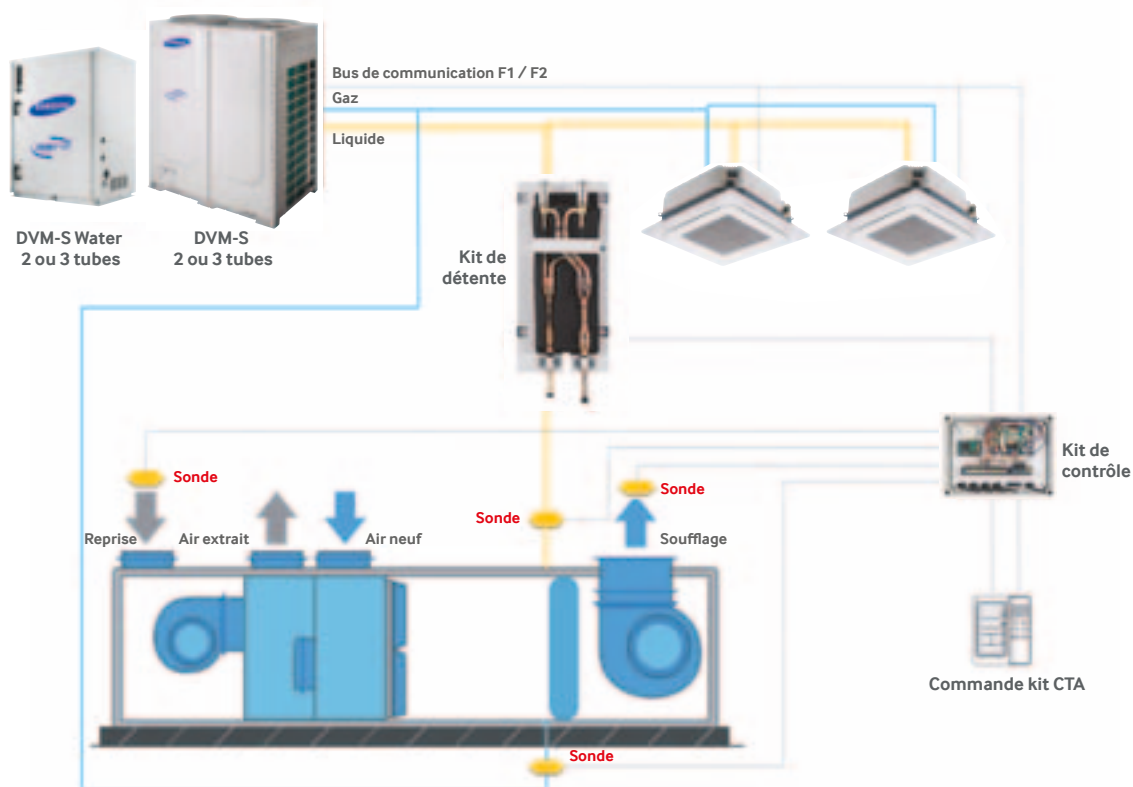 Bus de communication F1 / F2
Gaz
Liquide
SAMSUNG
DVM-S Water
2 ou 3 tubes
DVM-S
2 ou 3 tubes
Kit de
détente
Kit de
contrôle
Sonde
Sonde
Sonde
Reprise
Air extrait
Air neuf
Soufflage
Commande kit CTA
Sonde